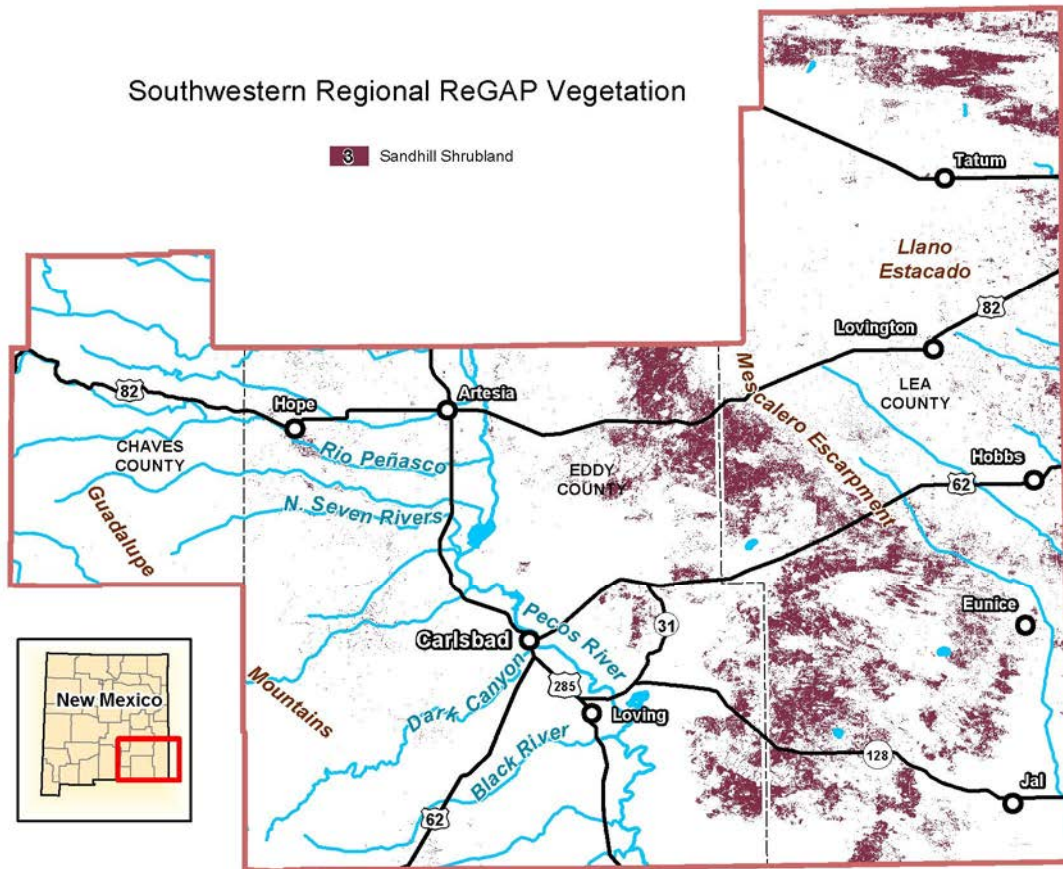 Southwestern Regional ReGAP Vegetation
3 Sandhill Shrubland
Tatum
Llano
Estacado
82
Lovington
LEA
COUNTY
Mescalero Escarpment
Hobbs
62
82
Hope
Artesia
CHAVES
COUNTY
Rio Peñasco
EDDY
COUNTY
N. Seven Rivers
Guadalupe
Mountains
Eunice
31
Pecos River
Carlsbad
285
Loving
Dark Canyon
Black River
62
128
Jal
New Mexico